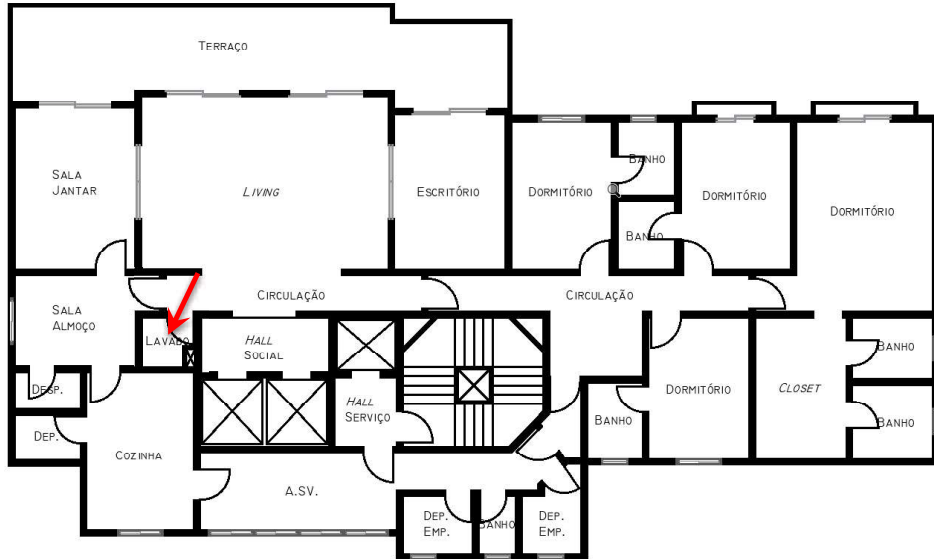 TERRAÇO
SALA
JANTAR
LIVING
ESCRITÓRIO
DORMITÓRIO
BANHO
BANHO
DORMITÓRIO
DORMITÓRIO
SALA
ALMOÇO
CIRCULAÇÃO
CIRCULAÇÃO
LAVABO
HALL
SOCIAL
DESP.
DEP.
COZINHA
HALL
SERVIÇO
BANHO
DORMITÓRIO
CLOSET
BANHO
BANHO
A.SV.
DEP.
EMP.
BANHO
DEP.
EMP.